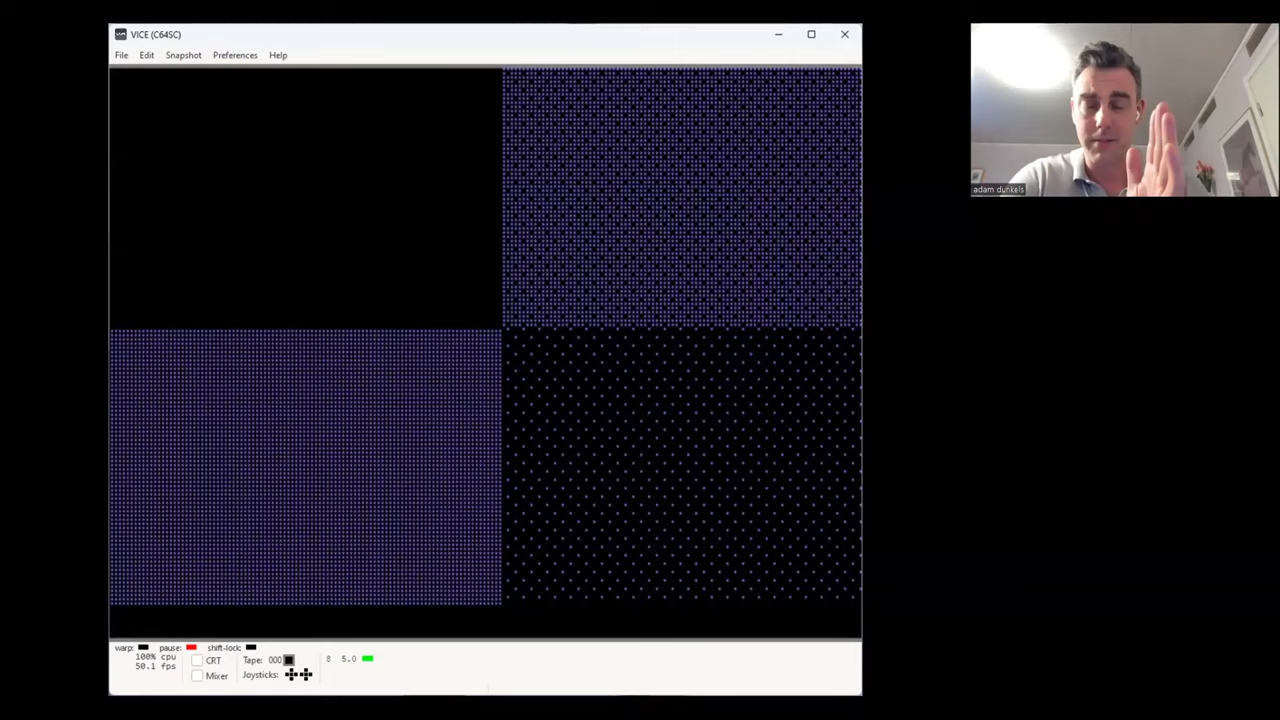 VICE (C64SC)
File Edit Snapshot Preferences Help
adam dunkels
warp: pause: shift-lock:
100% cpu
50.1 fps
CRT
Mixer
Tape: 000
Joysticks:
8 5.0